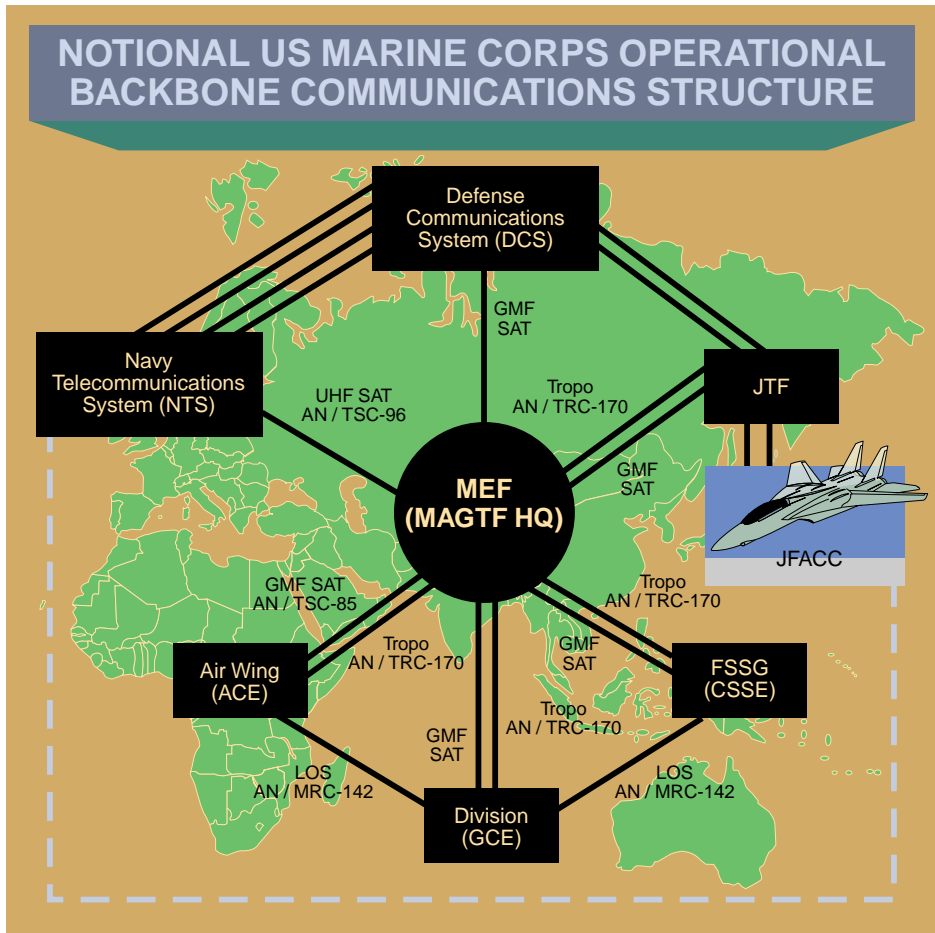 NOTIONAL US MARINE CORPS OPERATIONAL
BACKBONE COMMUNICATIONS STRUCTURE
Defense
Communications
System (DCS)
GMF
SAT
Navy
Telecommunications
System (NTS)
UHF SAT
AN / TSC-96
Tropo
AN / TRC-170
JTF
MEF
(MAGTF HQ)
GMF
SAT
JFACC
GMF SAT
AN / TSC-85
Tropo
AN / TRC-170
Tropo
AN / TRC-170
GMF
SAT
Air Wing
(ACE)
FSSG
(CSSE)
GMF
SAT
Tropo
AN / TRC-170
LOS
AN / MRC-142
LOS
AN / MRC-142
Division
(GCE)